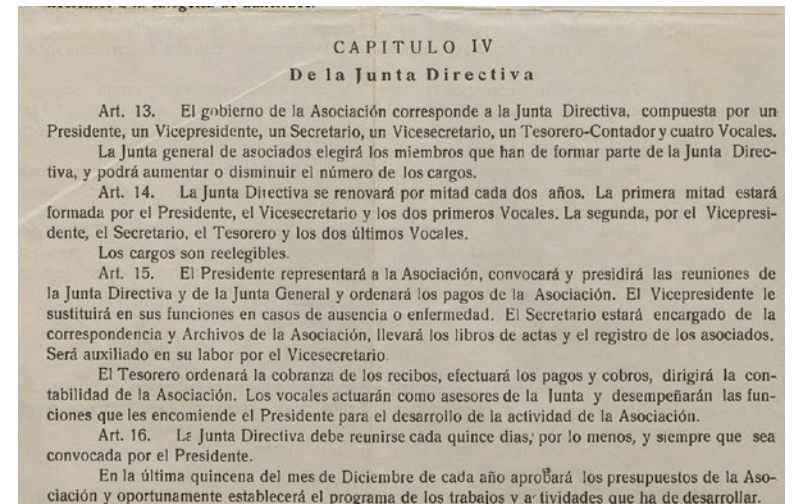 CAPITULO IV
De la Junta Directiva
Art. 13. El gobierno de la Asociación corresponde a la Junta Directiva, compuesta por un
Presidente, un Vicepresidente, un Secretario, un Vicesecretario, un Tesorero-Contador y cuatro Vocales.
La Junta general de asociados elegirá los miembros que han de formar parte de la Junta Direc-
tiva, y podrá aumentar o disminuir el número de los cargos.
Art. 14. La Junta Directiva se renovará por mitad cada dos años. La primera mitad estará
formada por el Presidente, el Vicesecretario y los dos primeros Vocales. La segunda, por el Vicepresi-
dente, el Secretario, el Tesorero y los dos últimos Vocales.
Los cargos son reelegibles.
Art. 15. El Presidente representará a la Asociación, convocará y presidirá las reuniones de
la Junta Directiva y de la Junta General y ordenará los pagos de la Asociación. El Vicepresidente le
sustituirá en sus funciones en casos de ausencia o enfermedad. El Secretario estará encargado de la
correspondencia y Archivos de la Asociación, llevará los libros de actas y el registro de los asociados.
Será auxiliado en su labor por el Vicesecretario.
El Tesorero ordenará la cobranza de los recibos, efectuará los pagos y cobros, dirigirá la con-
tabilidad de la Asociación. Los vocales actuarán como asesores de la Junta y desempeñarán las fun-
ciones que les encomiende el Presidente para el desarrollo de la actividad de la Asociación.
Art. 16. La Junta Directiva debe reunirse cada quince dias, por lo menos, y siempre que sea
convocada por el Presidente.
En la última quincena del mes de Diciembre de cada año aprobará los presupuestos de la Aso-
ciación y oportunamente establecerá el programa de los trabajos y actividades que ha de desarrollar.